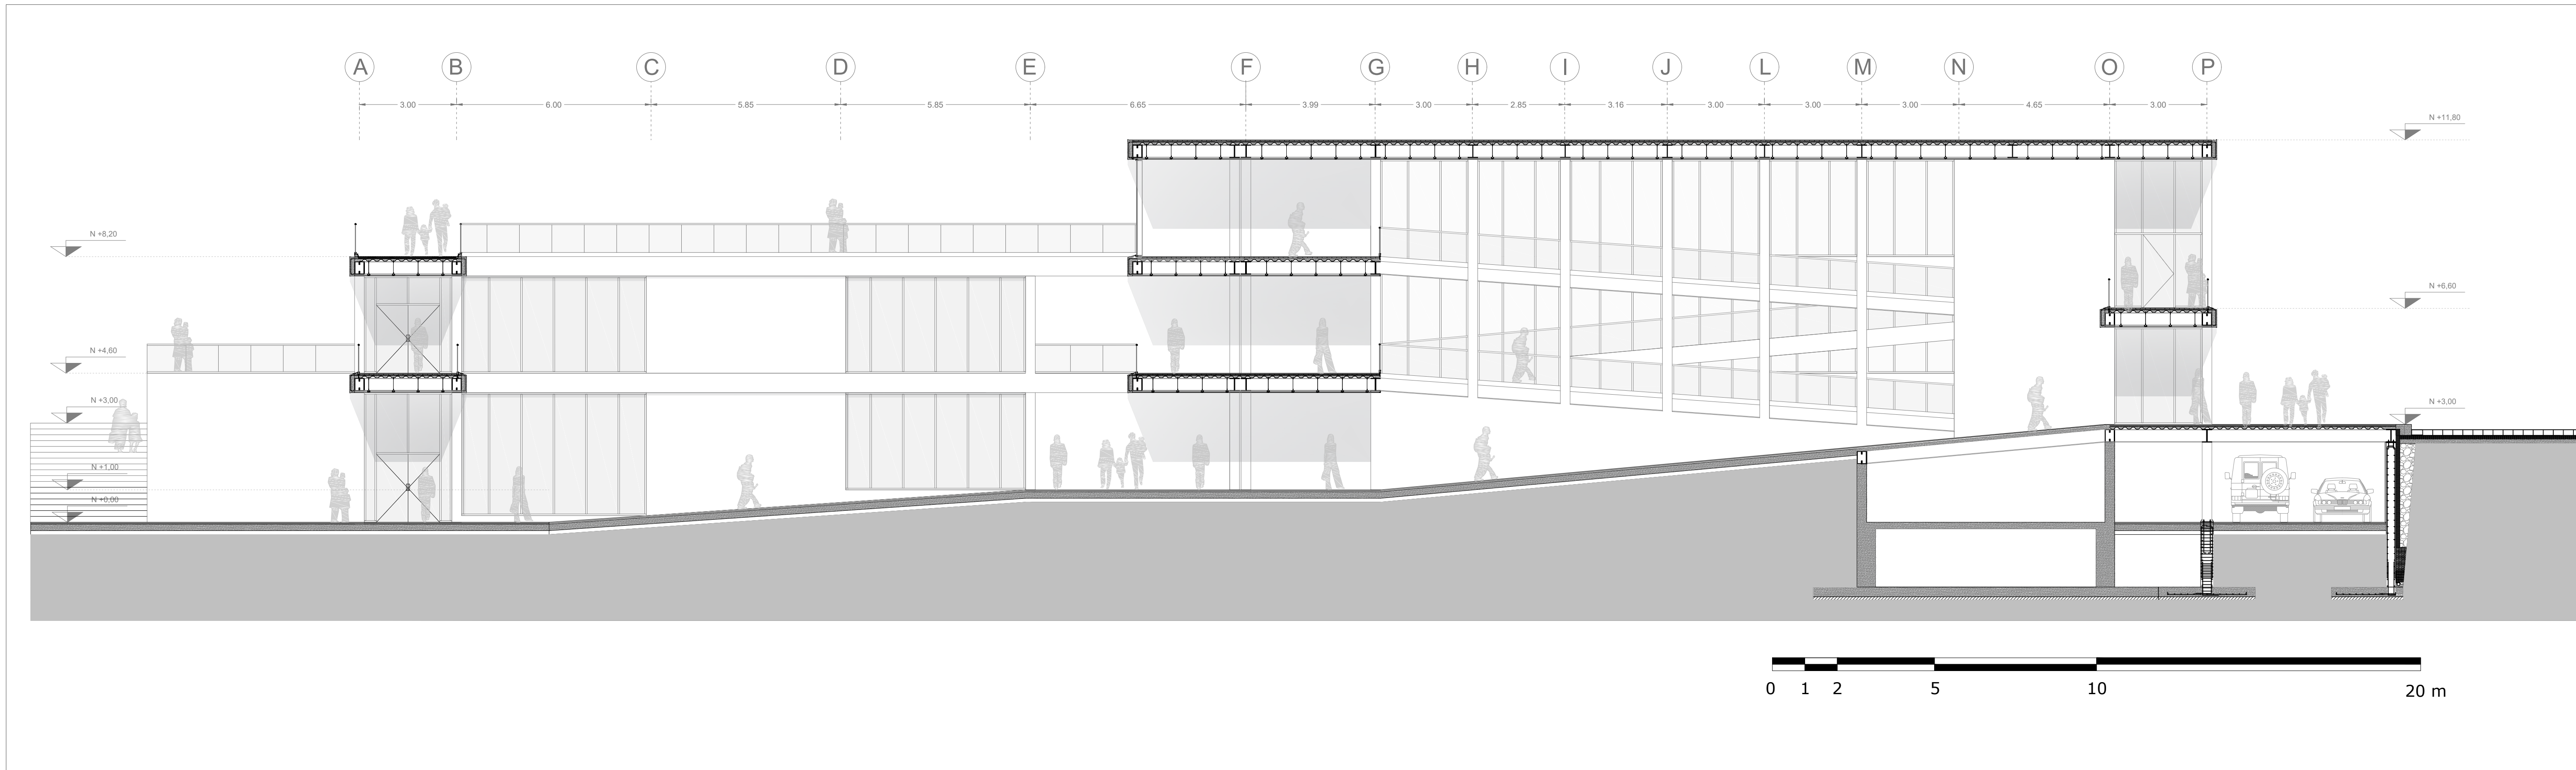 A B C D E F G H I J L M N O P
3.00 6.00 5.85 5.85 6.65 3.99 3.00 2.85 3.16 3.00 3.00 3.00 4.65 3.00
N +11,80
N +8,20
N +6,60
N +4,60
N +3,00
N +3,00
N +1,00
N +0,00
0 1 2 5 10 20 m